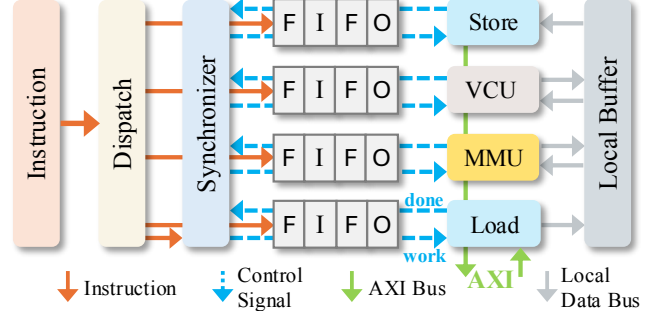 F I F O
Store
F I F O
VCU
Instruction
Dispatch
Synchronizer
Local Buffer
F I F O
MMU
done
F I F O
Load
work
AXI
Instruction
Control
Signal
AXI Bus
Local
Data Bus